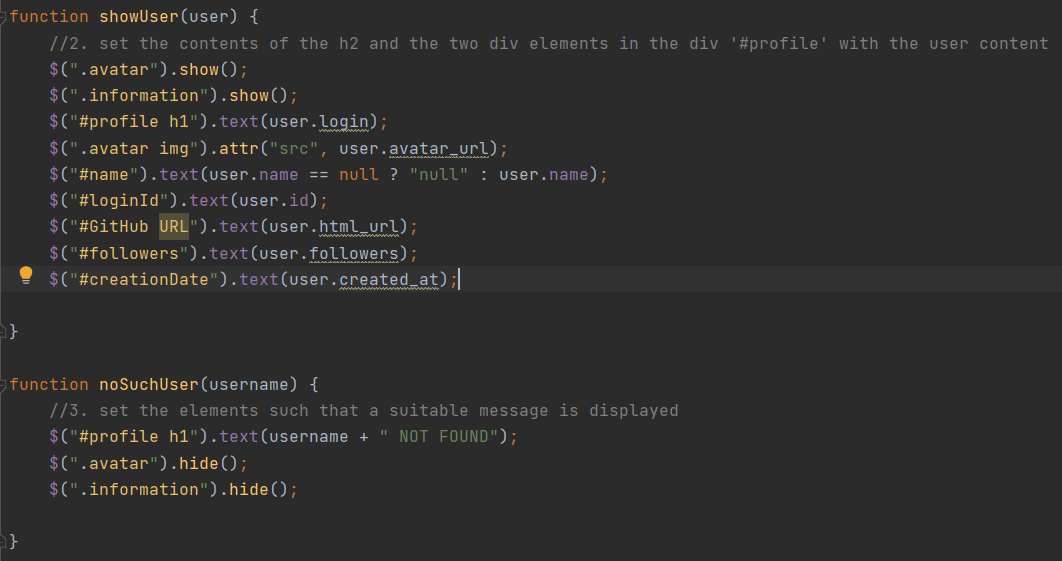 function showUser(user) {
    //2. set the contents of the h2 and the two div elements in the div '#profile' with the user content
    $(".avatar").show();
    $(".information").show();
    $("#profile h1").text(user.login);
    $(".avatar img").attr("src", user.avatar_url);
    $("#name").text(user.name == null ? "null" : user.name);
    $("#loginId").text(user.id);
    $("#GitHub URL").text(user.html_url);
    $("#followers").text(user.followers);
    $("#creationDate").text(user.created_at);
}
function noSuchUser(username) {
    //3. set the elements such that a suitable message is displayed
    $("#profile h1").text(username + " NOT FOUND");
    $(".avatar").hide();
    $(".information").hide();
}